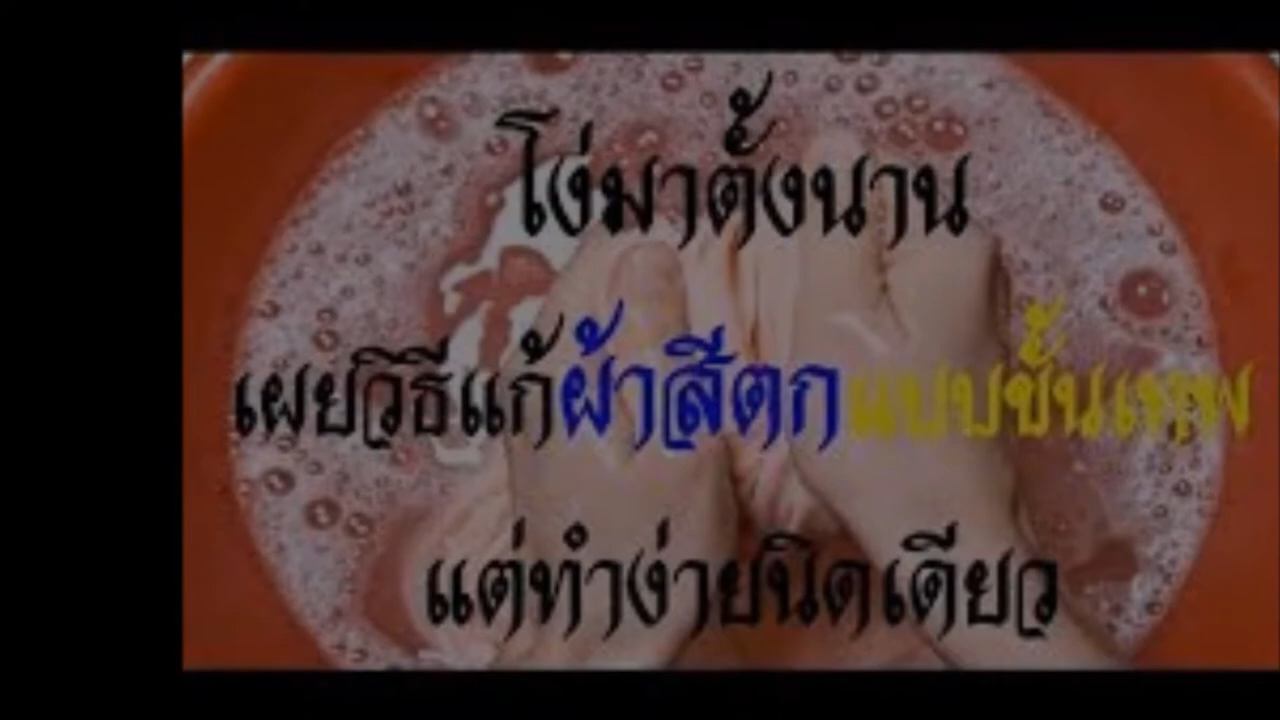 โง่มาตั้งนาน
เผยวิธีแก้ผ้าสีตกแบบขั้นเทพ
แต่ทำง่ายนิดเดียว